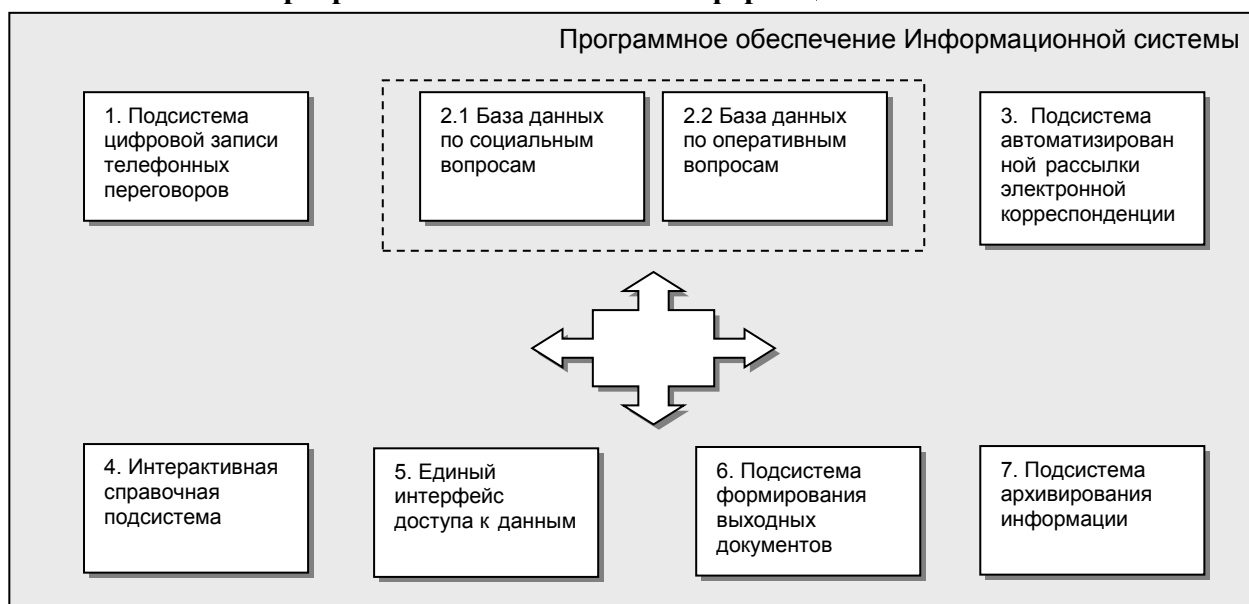 Программное обеспечение Информационной системы
1. Подсистема
цифровой записи
телефонных
переговоров
2.1 База данных
по социальным
вопросам
2.2 База данных
по оперативным
вопросам
3. Подсистема
автоматизирован
ной рассылки
электронной
корреспонденции
4. Интерактивная
справочная
подсистема
5. Единый
интерфейс
доступа к данным
6. Подсистема
формирования
выходных
документов
7. Подсистема
архивирования
информации